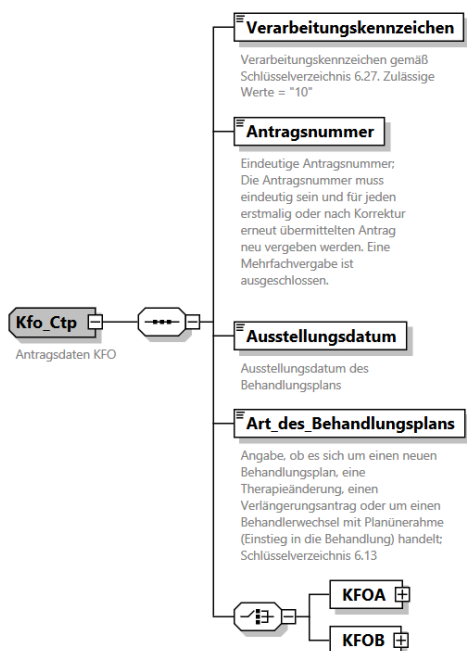 Verarbeitungskennzeichen
Verarbeitungskennzeichen gemäß
Schlüsselverzeichnis 6.27. Zulässige
Werte = "10"
Antragsnummer
Eindeutige Antragsnummer;
Die Antragsnummer muss
eindeutig sein und für jeden
erstmalig oder nach Korrektur
erneut übermittelten Antrag
neu vergeben werden. Eine
Mehrfachvergabe ist
ausgeschlossen.
Kfo_Ctp
Antragsdaten KFO
Ausstellungsdatum
Ausstellungsdatum des
Behandlungsplans
Art_des_Behandlungsplans
Angabe, ob es sich um einen neuen
Behandlungsplan, eine
Therapieänderung, einen
Verlängerungsantrag oder um einen
Behandlerwechsel mit Planünerahme
(Einstieg in die Behandlung) handelt;
Schlüsselverzeichnis 6.13
KFOA
KFOB